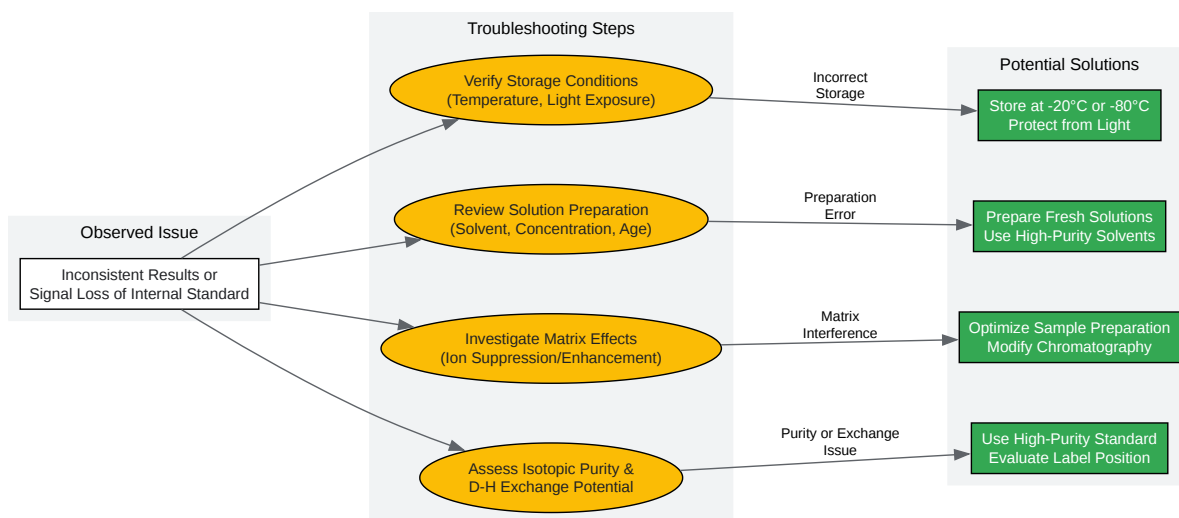 Troubleshooting Steps
Verify Storage Conditions
(Temperature, Light Exposure)
Review Solution Preparation
(Solvent, Concentration, Age)
Investigate Matrix Effects
(Ion Suppression/Enhancement)
Assess Isotopic Purity &
D-H Exchange Potential
Observed Issue
Inconsistent Results or
Signal Loss of Internal Standard
Incorrect
Storage
Preparation
Error
Matrix
Interference
Purity or Exchange
Issue
Potential Solutions
Store at -20°C or -80°C
Protect from Light
Prepare Fresh Solutions
Use High-Purity Solvents
Optimize Sample Preparation
Modify Chromatography
Use High-Purity Standard
Evaluate Label Position